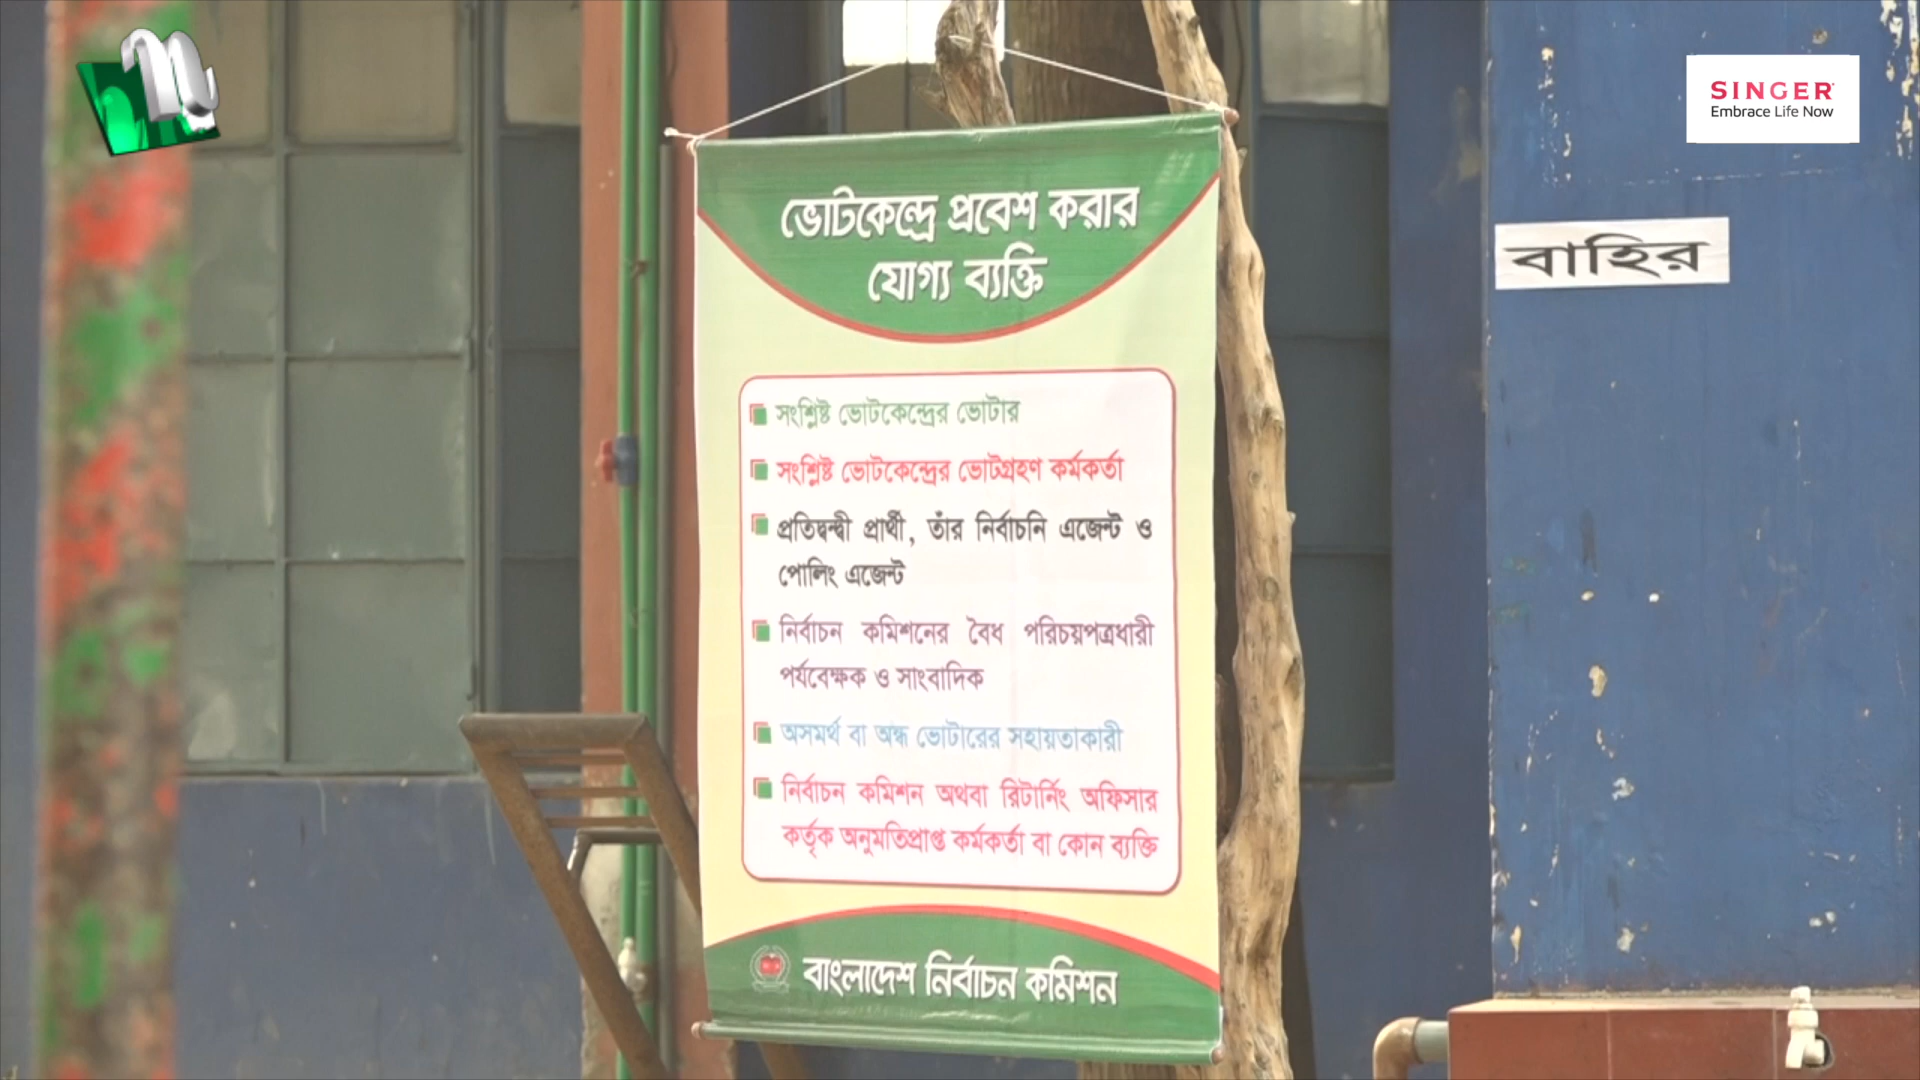 SINGER
Embrace Life Now
ভোটকেন্দ্রে প্রবেশ করার
যোগ্য ব্যক্তি
বাহির
সংশ্লিষ্ট ভোটকেন্দ্রের ভোটার
সংশ্লিষ্ট ভোটকেন্দ্রের ভোটগ্রহণ কর্মকর্তা
প্রতিদ্বন্দ্বী প্রার্থী, তাঁর নির্বাচনি এজেন্ট ও
পোলিং এজেন্ট
নির্বাচন কমিশনের বৈধ পরিচয়পত্রধারী
পর্যবেক্ষক ও সাংবাদিক
অসমর্থ বা অন্ধ ভোটারের সহায়তাকারী
নির্বাচন কমিশন অথবা রিটার্নিং অফিসার
কর্তৃক অনুমতিপ্রাপ্ত কর্মকর্তা বা কোন ব্যক্তি
বাংলাদেশ নির্বাচন কমিশন